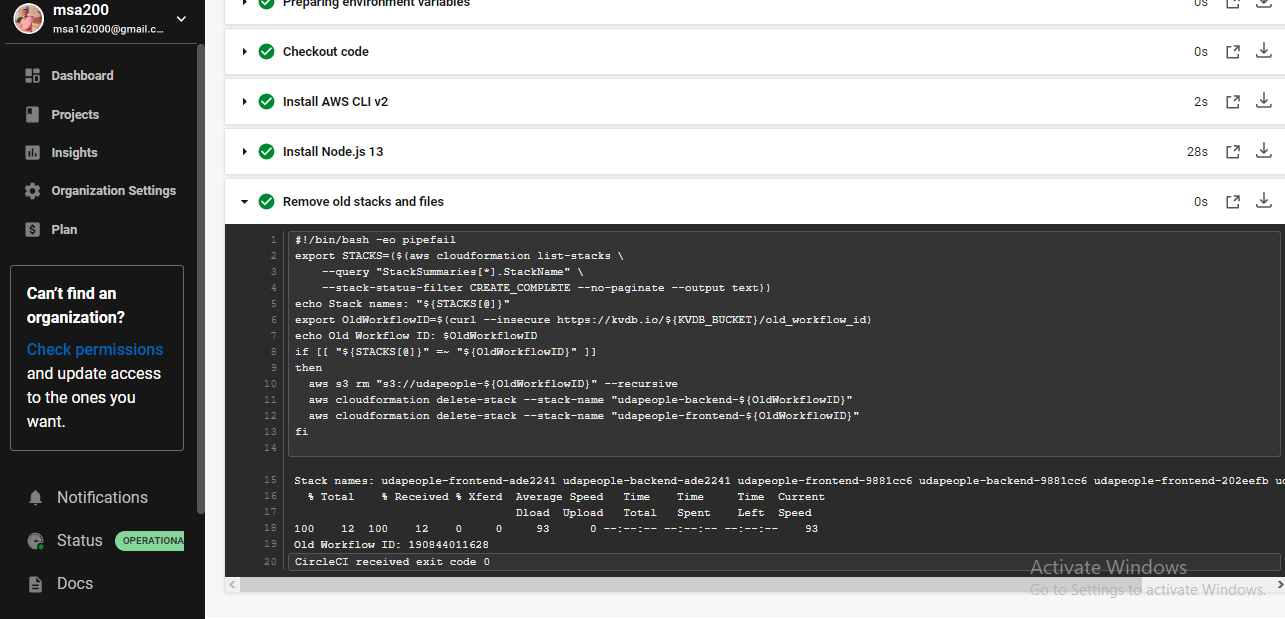 msa200
msa162000@gmail.c...
Dashboard
Projects
Insights
Organization Settings
Plan
Can't find an
organization?
Check permissions
and update access
to the ones you
want.
Notifications
Status OPERATIONA
Docs
Preparing environment variables 0s
Checkout code 0s
Install AWS CLI v2 2s
Install Node.js 13 28s
Remove old stacks and files 0s
1 #!/bin/bash -eo pipefail
2 export STACKS=($(aws cloudformation list-stacks \
3     --query "StackSummaries[*].StackName" \
4     --stack-status-filter CREATE_COMPLETE --no-paginate --output text))
5 echo Stack names: "${STACKS[@]}"
6 export OldWorkflowID=$(curl --insecure https://kvdb.io/${KVDB_BUCKET}/old_workflow_id)
7 echo Old Workflow ID: $OldWorkflowID
8 if [[ "${STACKS[@]}" =~ "${OldWorkflowID}" ]]
9 then
10   aws s3 rm "s3://udapeople-${OldWorkflowID}" --recursive
11   aws cloudformation delete-stack --stack-name "udapeople-backend-${OldWorkflowID}"
12   aws cloudformation delete-stack --stack-name "udapeople-frontend-${OldWorkflowID}"
13 fi
14
15 Stack names: udapeople-frontend-ade2241 udapeople-backend-ade2241 udapeople-frontend-9881cc6 udapeople-backend-9881cc6 udapeople-frontend-202eefb
16   % Total    % Received % Xferd  Average Speed   Time    Time     Time  Current
17                                  Dload  Upload   Total   Spent    Left  Speed
18 100    12  100    12    0     0     93      0 --:--:-- --:--:-- --:--:--    93
19 Old Workflow ID: 190844011628
20 CircleCI received exit code 0
Activate Windows
Go to Settings to activate Windows.